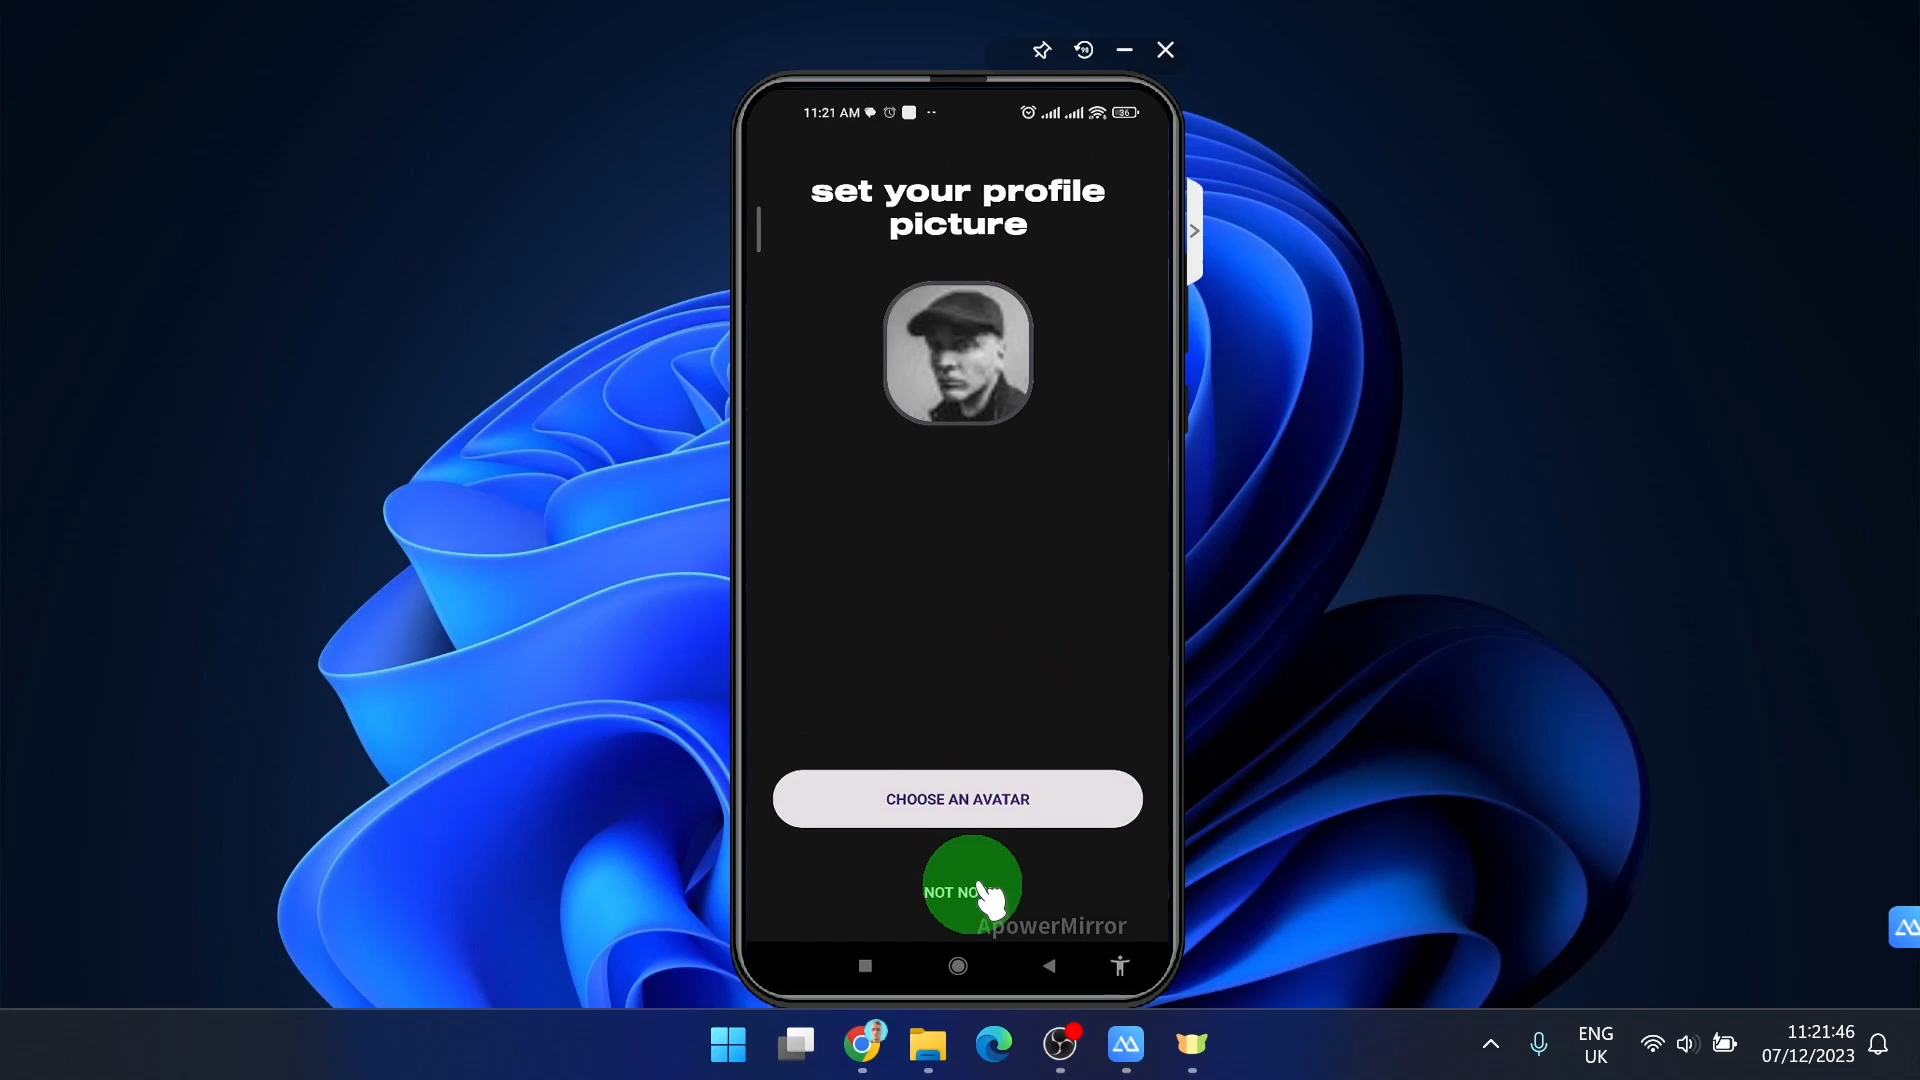 11:21 AM
36
set your profile
picture
CHOOSE AN AVATAR
NOT NO
ApowerMirror
ENG
UK
11:21:46
07/12/2023